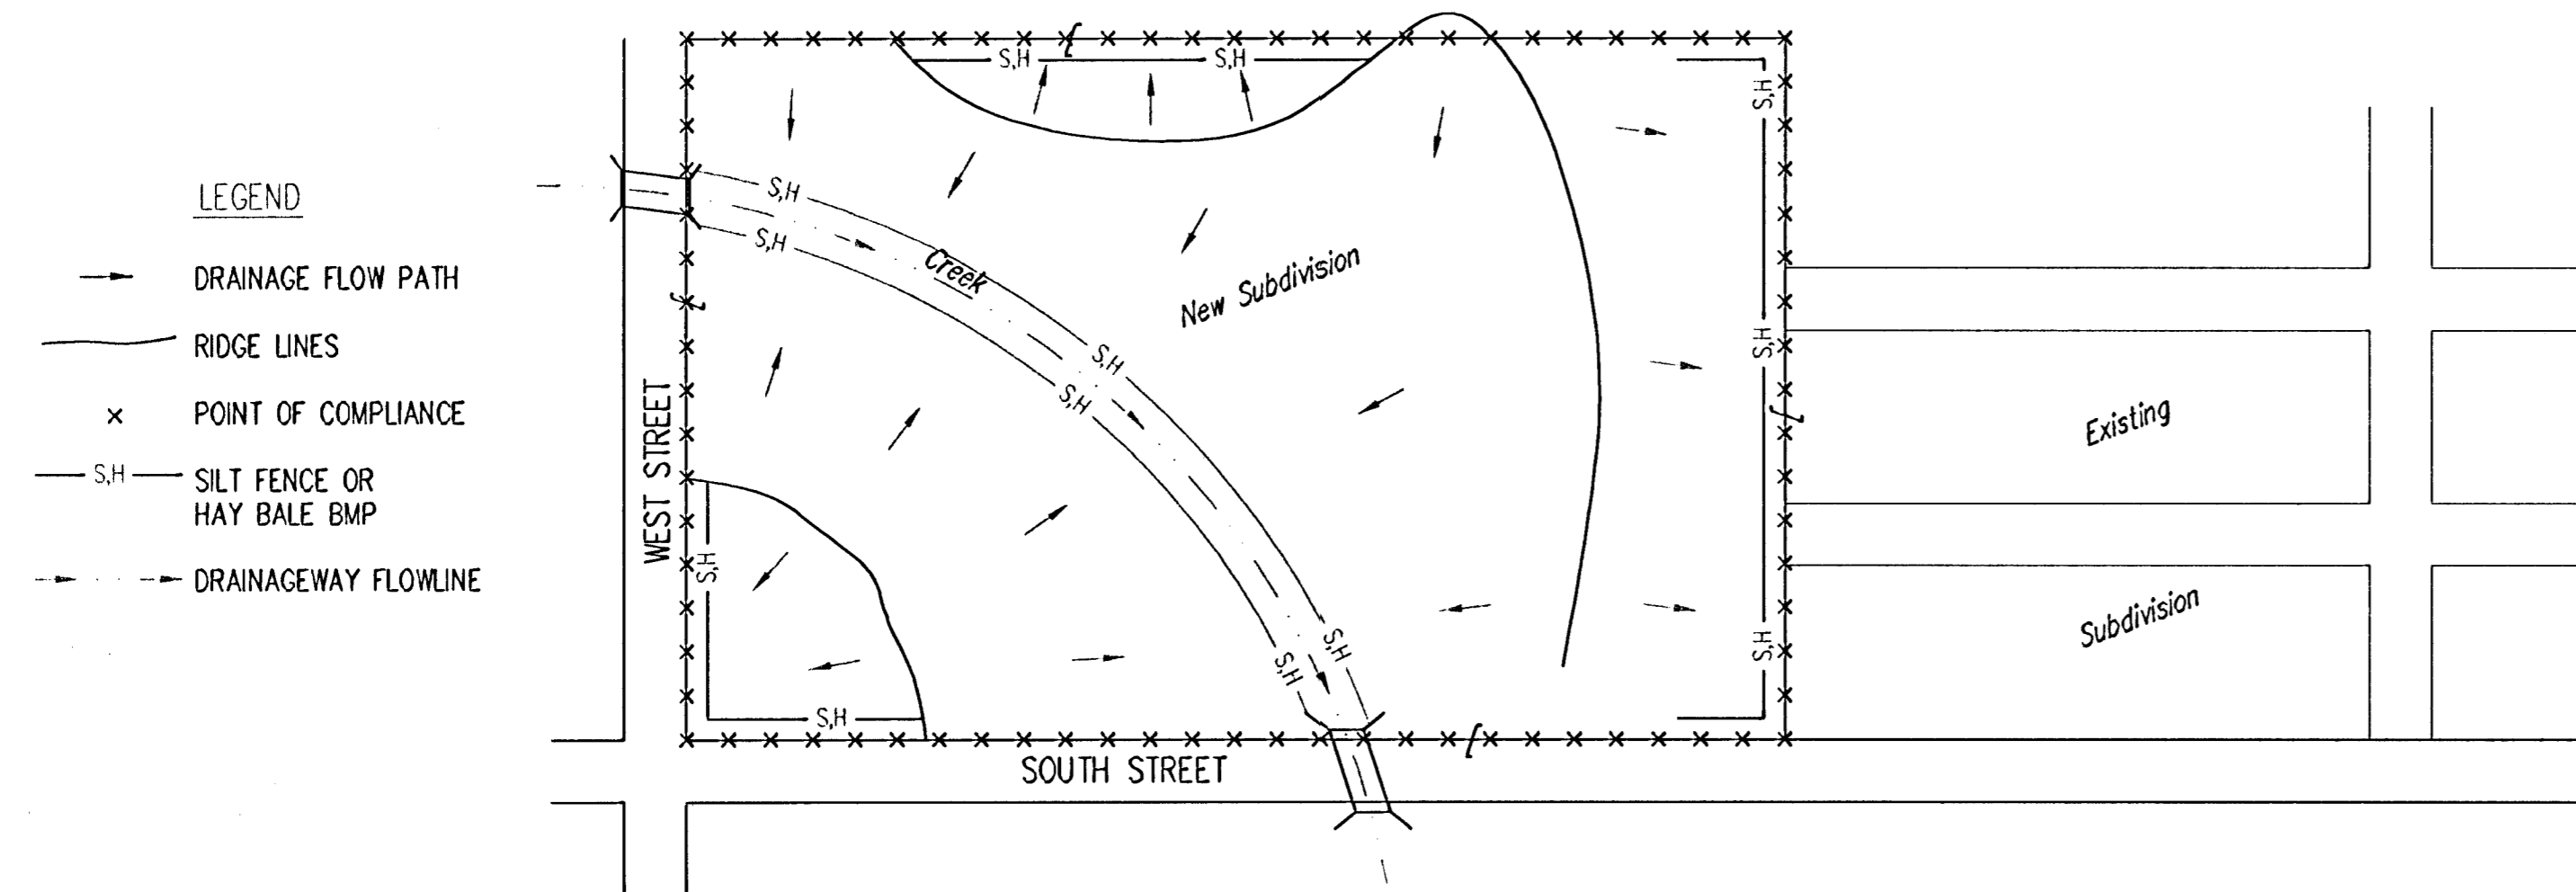 LEGEND
DRAINAGE FLOW PATH
RIDGE LINES
× POINT OF COMPLIANCE
S,H SILT FENCE OR
HAY BALE BMP
DRAINAGEWAY FLOWLINE
S,H
S,H
S,H
S,H
S,H
Creek
New Subdivision
S,H
S,H
S,H
WEST STREET
Existing
S,H
S,H
S,H
S,H
Subdivision
S,H
S,H
SOUTH STREET